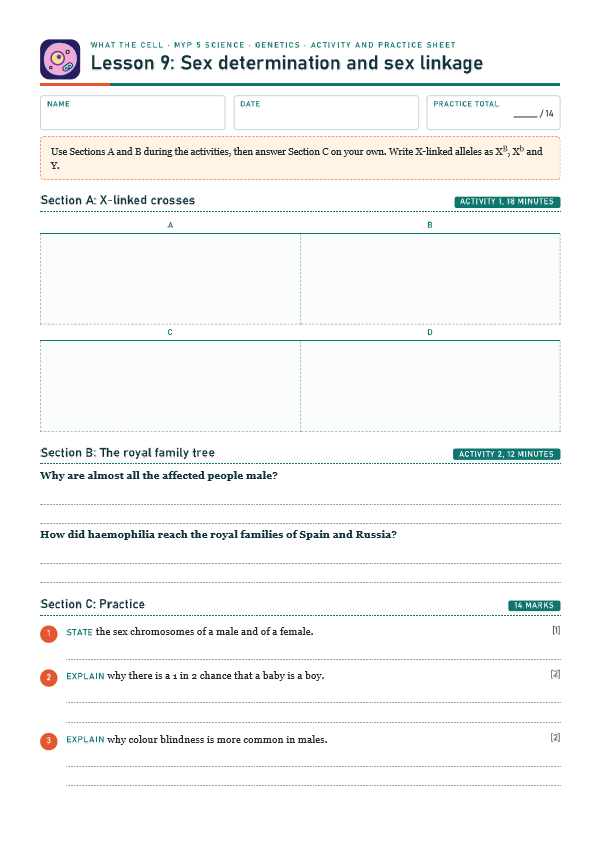 WHAT THE CELL · MYP 5 SCIENCE · GENETICS · ACTIVITY AND PRACTICE SHEET
Lesson 9: Sex determination and sex linkage
NAME
DATE
PRACTICE TOTAL
_____ / 14
Use Sections A and B during the activities, then answer Section C on your own. Write X-linked alleles as Xᴮ, Xᵇ and
Y.
Section A: X-linked crosses
ACTIVITY 1, 18 MINUTES
A
B
C
D
Section B: The royal family tree
ACTIVITY 2, 12 MINUTES
Why are almost all the affected people male?
How did haemophilia reach the royal families of Spain and Russia?
Section C: Practice
14 MARKS
1 STATE the sex chromosomes of a male and of a female. [1]
2 EXPLAIN why there is a 1 in 2 chance that a baby is a boy. [2]
3 EXPLAIN why colour blindness is more common in males. [2]